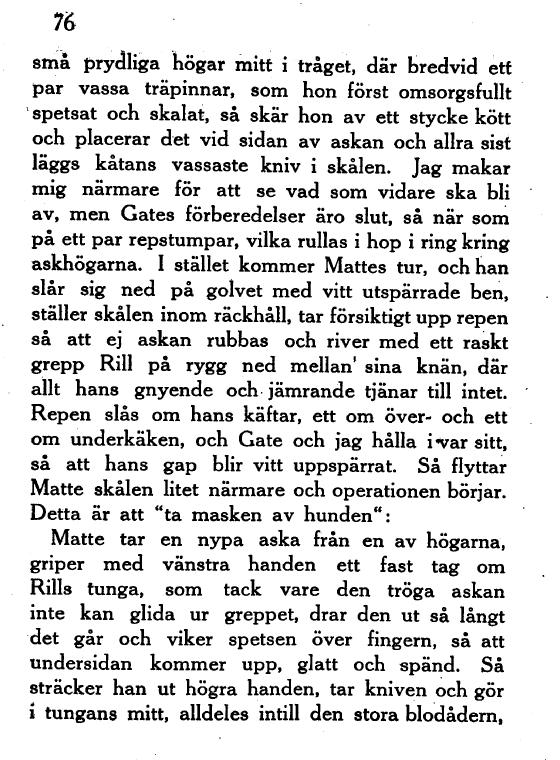 76
små prydliga högar mitt i tråget, där bredvid ett
par vassa träpinnar, som hon först omsorgsfullt
spetsat och skalat, så skär hon av ett stycke kött
och placerar det vid sidan av askan och allra sist
läggs kåtans vassaste kniv i skålen. Jag makar
mig närmare för att se vad som vidare ska bli
av, men Gates förberedelser äro slut, så när som
på ett par repstumpar, vilka rullas i hop i ring kring
askhögarna. I stället kommer Mattes tur, och han
slår sig ned på golvet med vitt utspärrade ben,
ställer skålen inom räckhåll, tar försiktigt upp repen
så att ej askan rubbas och river med ett raskt
grepp Rill på rygg ned mellan' sina knän, där
allt hans gnyende och jämrande tjänar till intet.
Repen slås om hans käftar, ett om över- och ett
om underkäken, och Gate och jag hålla i var sitt,
så att hans gap blir vitt uppspärrat. Så flyttar
Matte skålen litet närmare och operationen börjar.
Detta är att “ta masken av hunden“:
Matte tar en nypa aska från en av högarna,
griper med vänstra handen ett fast tag om
Rills tunga, som tack vare den tröga askan
inte kan glida ur greppet, drar den ut så långt
det går och viker spetsen över fingern, så att
undersidan kommer upp, glatt och spänd. Så
sträcker han ut högra handen, tar kniven och gör
i tungans mitt, alldeles intill den stora blodådern,